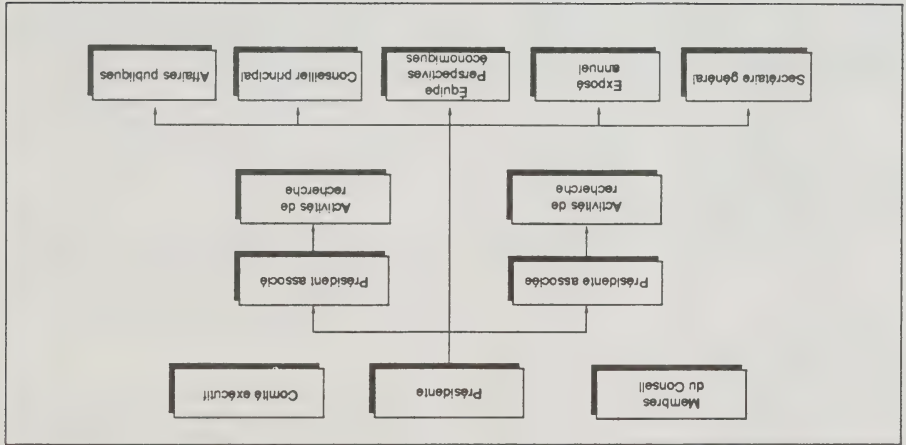 Membres
du Conseil
Présidente
Comité exécutif
Présidente associée
Président associé
Activités de
recherche
Activités de
recherche
Secrétaire général
Exposé
annuel
Équipe
Perspectives
économiques
Conseiller principal
Affaires publiques